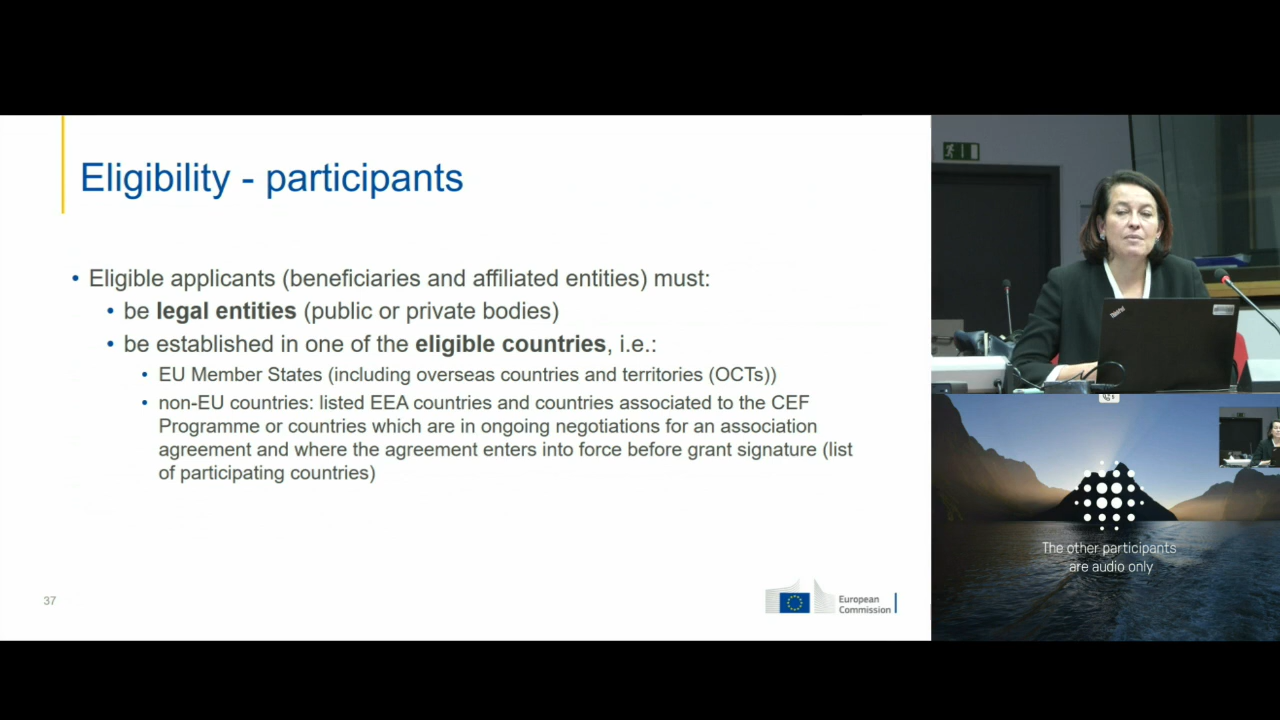 Eligibility - participants
• Eligible applicants (beneficiaries and affiliated entities) must:
• be legal entities (public or private bodies)
• be established in one of the eligible countries, i.e.:
• EU Member States (including overseas countries and territories (OCTs))
• non-EU countries: listed EEA countries and countries associated to the CEF
Programme or countries which are in ongoing negotiations for an association
agreement and where the agreement enters into force before grant signature (list
of participating countries)
37
European
Commission
ThinkPad
The other participants
are audio only